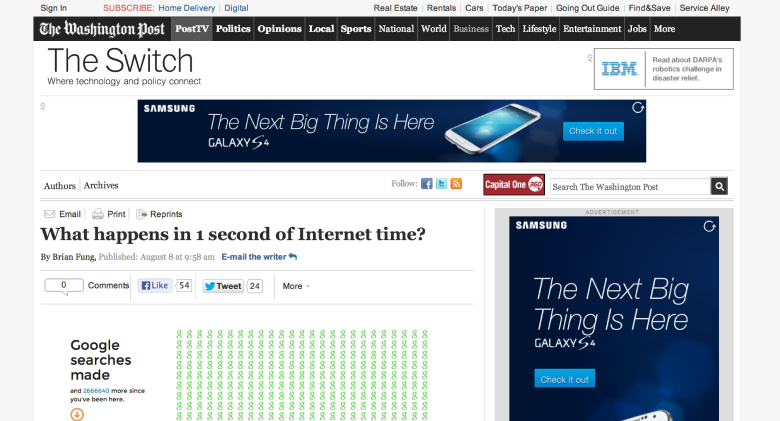 Sign In SUBSCRIBE: Home Delivery Digital Real Estate Rentals Cars Today's Paper Going Out Guide Find&Save Service Alley
The Washington Post PostTV Politics Opinions Local Sports National World Business Tech Lifestyle Entertainment Jobs More
The Switch
Where technology and policy connect
AD
IBM.
Read about DARPA's
robotics challenge in
disaster relief.
AD
SAMSUNG
The Next Big Thing Is Here
GALAXY S4
Check it out
Authors Archives Follow: Capital One 360 Search The Washington Post
Email Print Reprints
What happens in 1 second of Internet time?
By Brian Fung, Published: August 8 at 9:58 am E-mail the writer
0 Comments Like 54 Tweet 24 More
Google
searches
made
and 2666640 more since
you've been here.
ADVERTISEMENT
SAMSUNG
The Next Big
Thing Is Here
GALAXY S4
Check it out